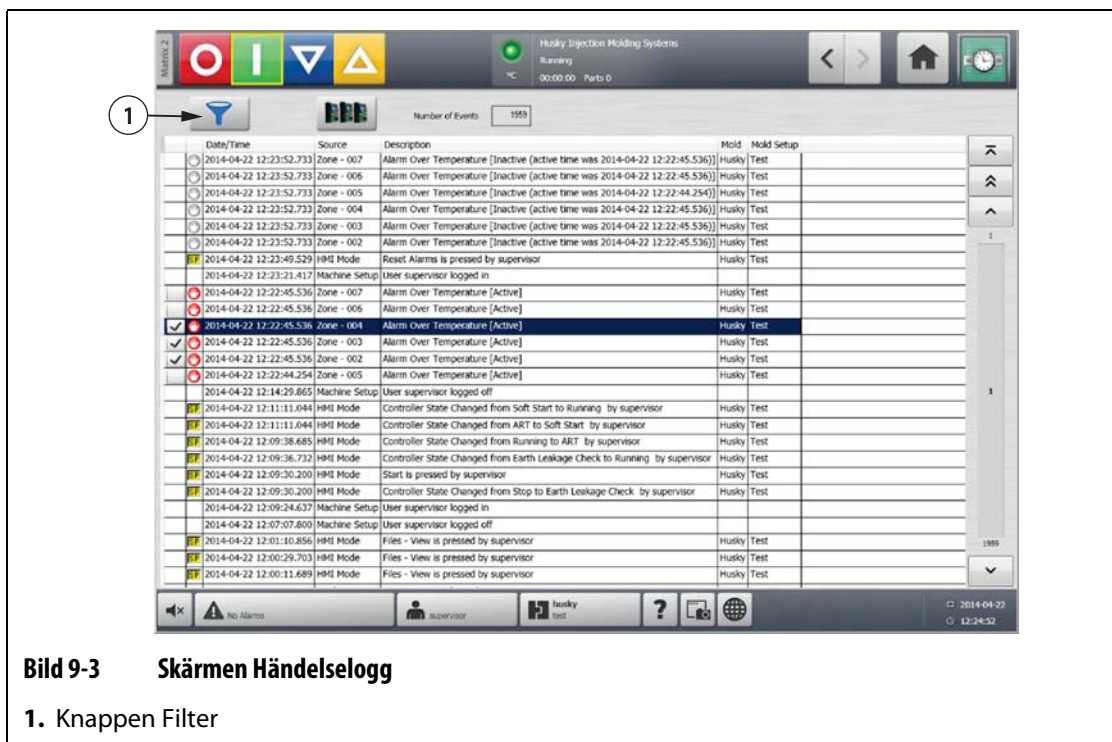 Matrix 2
Husky Injection Molding Systems
Running
°C 00:00:00 Parts 0
1
Number of Events 1959
Date/Time Source Description Mold Mold Setup
2014-04-22 12:23:52.733 Zone - 007 Alarm Over Temperature [Inactive (active time was 2014-04-22 12:22:45.536)] Husky Test
2014-04-22 12:23:52.733 Zone - 006 Alarm Over Temperature [Inactive (active time was 2014-04-22 12:22:45.536)] Husky Test
2014-04-22 12:23:52.733 Zone - 005 Alarm Over Temperature [Inactive (active time was 2014-04-22 12:22:44.254)] Husky Test
2014-04-22 12:23:52.733 Zone - 004 Alarm Over Temperature [Inactive (active time was 2014-04-22 12:22:45.536)] Husky Test
2014-04-22 12:23:52.733 Zone - 003 Alarm Over Temperature [Inactive (active time was 2014-04-22 12:22:45.536)] Husky Test
2014-04-22 12:23:52.733 Zone - 002 Alarm Over Temperature [Inactive (active time was 2014-04-22 12:22:45.536)] Husky Test
2014-04-22 12:23:49.529 HMI Mode Reset Alarms is pressed by supervisor Husky Test
2014-04-22 12:23:21.417 Machine Setup User supervisor logged in
2014-04-22 12:22:45.536 Zone - 007 Alarm Over Temperature [Active] Husky Test
2014-04-22 12:22:45.536 Zone - 006 Alarm Over Temperature [Active] Husky Test
2014-04-22 12:22:45.536 Zone - 004 Alarm Over Temperature [Active] Husky Test
2014-04-22 12:22:45.536 Zone - 003 Alarm Over Temperature [Active] Husky Test
2014-04-22 12:22:45.536 Zone - 002 Alarm Over Temperature [Active] Husky Test
2014-04-22 12:22:44.254 Zone - 005 Alarm Over Temperature [Active] Husky Test
2014-04-22 12:14:29.865 Machine Setup User supervisor logged off
2014-04-22 12:11:11.044 HMI Mode Controller State Changed from Soft Start to Running by supervisor Husky Test
2014-04-22 12:11:11.044 HMI Mode Controller State Changed from ART to Soft Start by supervisor Husky Test
2014-04-22 12:09:38.685 HMI Mode Controller State Changed from Running to ART by supervisor Husky Test
2014-04-22 12:09:36.732 HMI Mode Controller State Changed from Earth Leakage Check to Running by supervisor Husky Test
2014-04-22 12:09:30.200 HMI Mode Start is pressed by supervisor Husky Test
2014-04-22 12:09:30.200 HMI Mode Controller State Changed from Stop to Earth Leakage Check by supervisor Husky Test
2014-04-22 12:09:24.637 Machine Setup User supervisor logged in
2014-04-22 12:07:07.800 Machine Setup User supervisor logged off
2014-04-22 12:01:10.856 HMI Mode Files - View is pressed by supervisor Husky Test
2014-04-22 12:00:29.703 HMI Mode Files - View is pressed by supervisor Husky Test
2014-04-22 12:00:11.689 HMI Mode Files - View is pressed by supervisor Husky Test
1
1
1959
No Alarms
supervisor
husky
test
?
2014-04-22
12:24:52
Bild 9-3 Skärmen Händelselogg
1. Knappen Filter